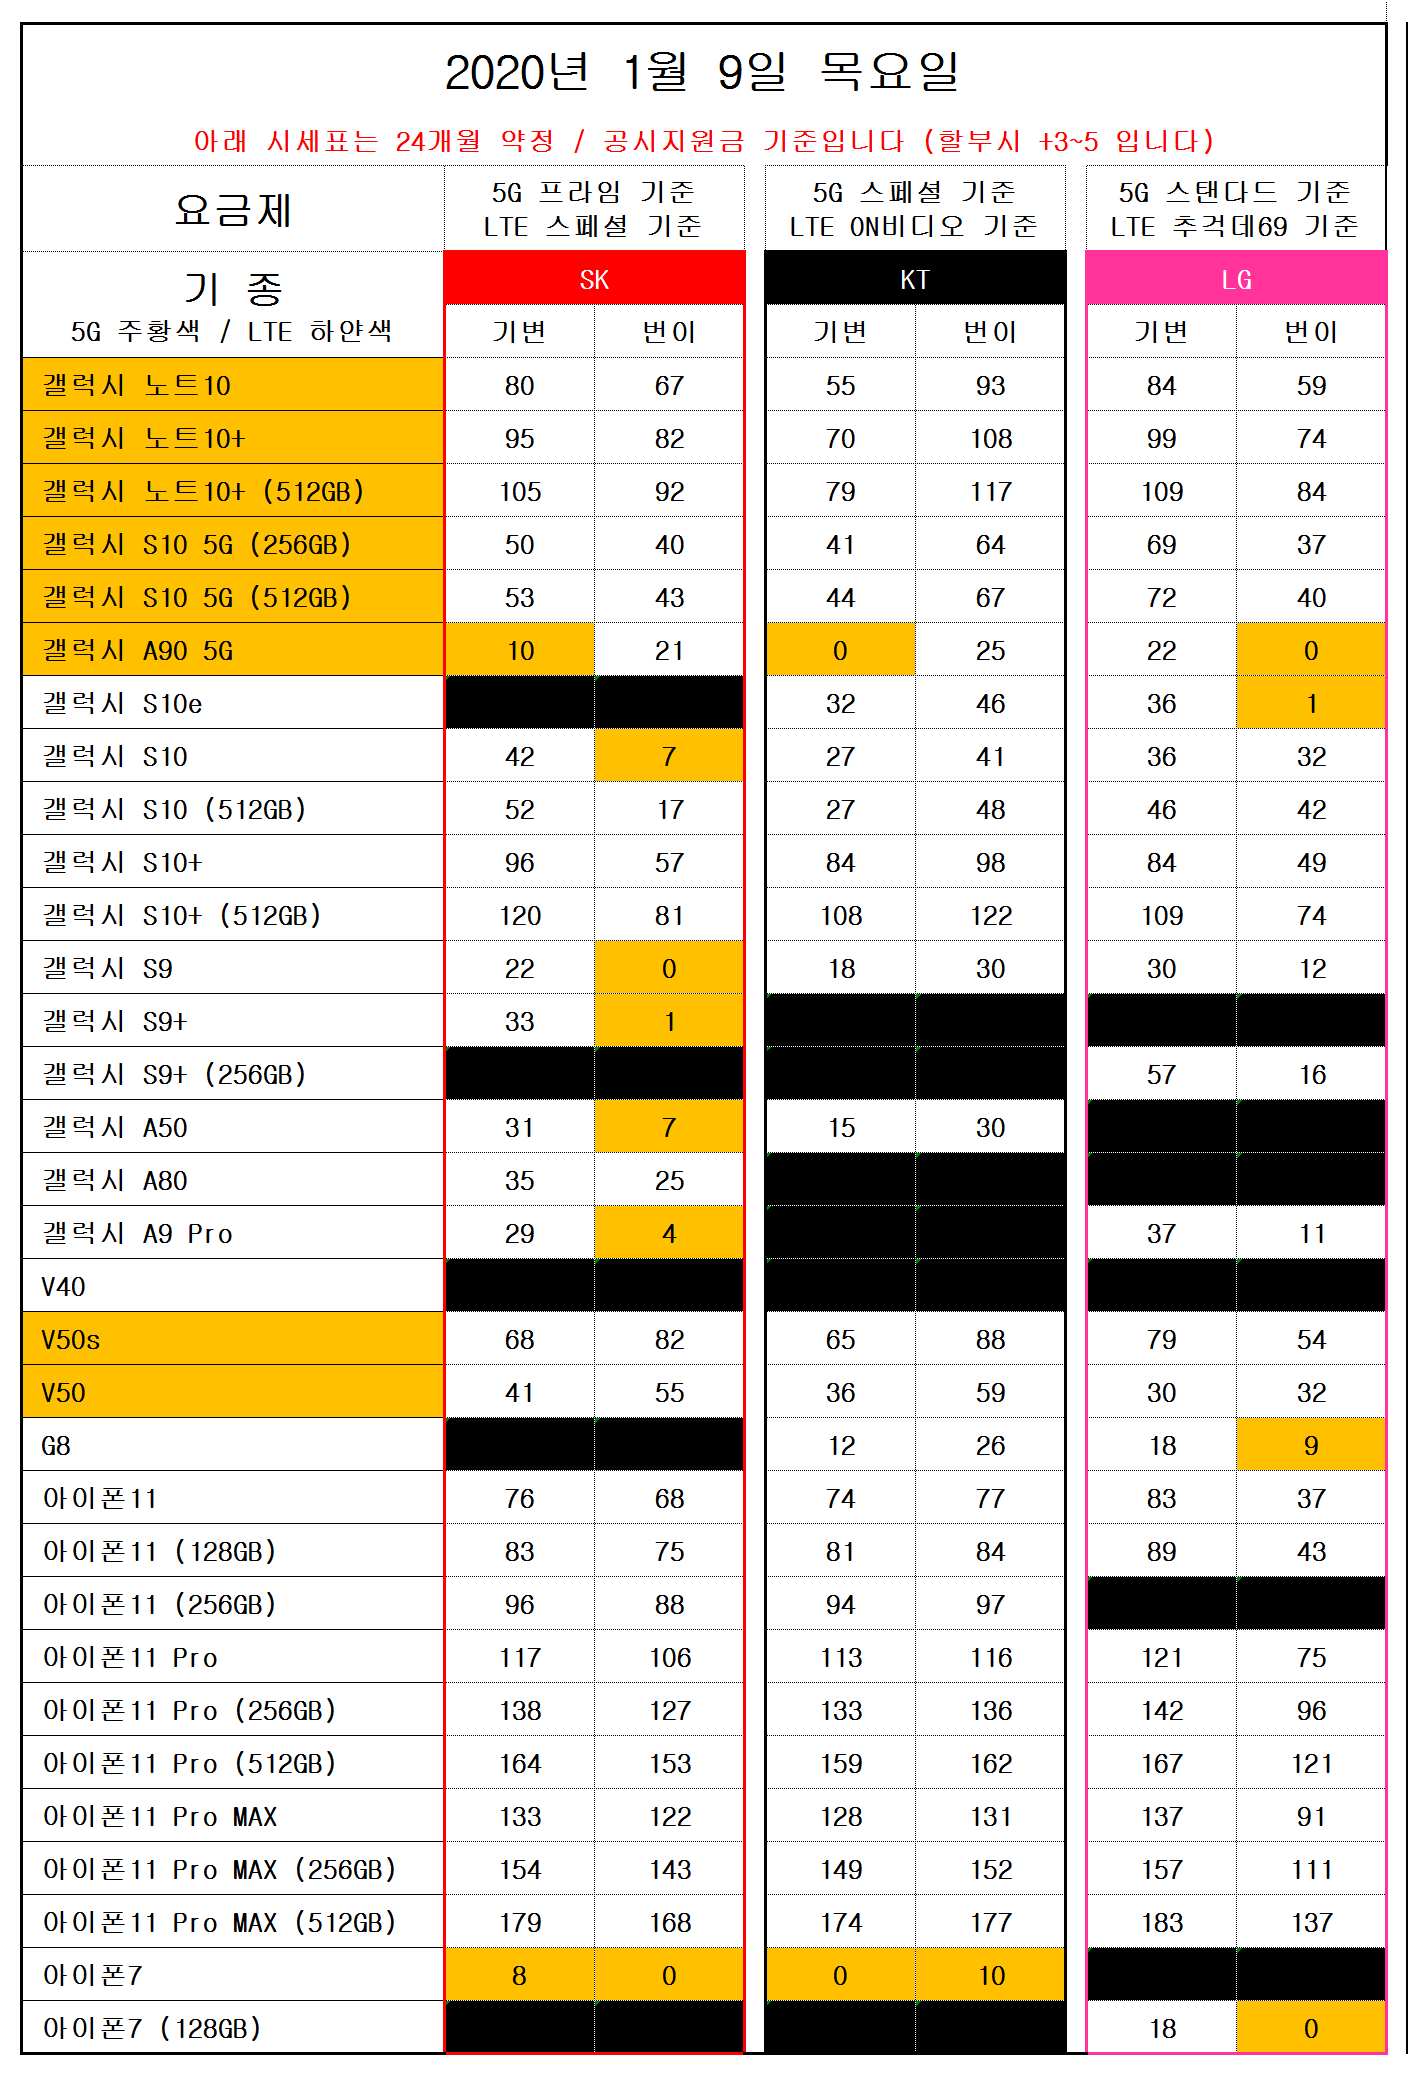 2020년 1월 9일 목요일
아래 시세표는 24개월 약정 / 공시지원금 기준입니다 (할부시 +3~5 입니다)
요금제 5G 프라임 기준 5G 스페셜 기준 5G 스탠다드 기준
LTE 스페셜 기준 LTE ON비디오 기준 LTE 추걱데69 기준
기 종 SK KT LG
5G 주황색 / LTE 하얀색 기변 번이 기변 번이 기변 번이
갤럭시 노트10 80 67 55 93 84 59
갤럭시 노트10+ 95 82 70 108 99 74
갤럭시 노트10+ (512GB) 105 92 79 117 109 84
갤럭시 S10 5G (256GB) 50 40 41 64 69 37
갤럭시 S10 5G (512GB) 53 43 44 67 72 40
갤럭시 A90 5G 10 21 0 25 22 0
갤럭시 S10e 32 46 36 1
갤럭시 S10 42 7 27 41 36 32
갤럭시 S10 (512GB) 52 17 27 48 46 42
갤럭시 S10+ 96 57 84 98 84 49
갤럭시 S10+ (512GB) 120 81 108 122 109 74
갤럭시 S9 22 0 18 30 30 12
갤럭시 S9+ 33 1
갤럭시 S9+ (256GB) 57 16
갤럭시 A50 31 7 15 30
갤럭시 A80 35 25
갤럭시 A9 Pro 29 4 37 11
V40
V50s 68 82 65 88 79 54
V50 41 55 36 59 30 32
G8 12 26 18 9
아이폰11 76 68 74 77 83 37
아이폰11 (128GB) 83 75 81 84 89 43
아이폰11 (256GB) 96 88 94 97
아이폰11 Pro 117 106 113 116 121 75
아이폰11 Pro (256GB) 138 127 133 136 142 96
아이폰11 Pro (512GB) 164 153 159 162 167 121
아이폰11 Pro MAX 133 122 128 131 137 91
아이폰11 Pro MAX (256GB) 154 143 149 152 157 111
아이폰11 Pro MAX (512GB) 179 168 174 177 183 137
아이폰7 8 0 0 10
아이폰7 (128GB) 18 0